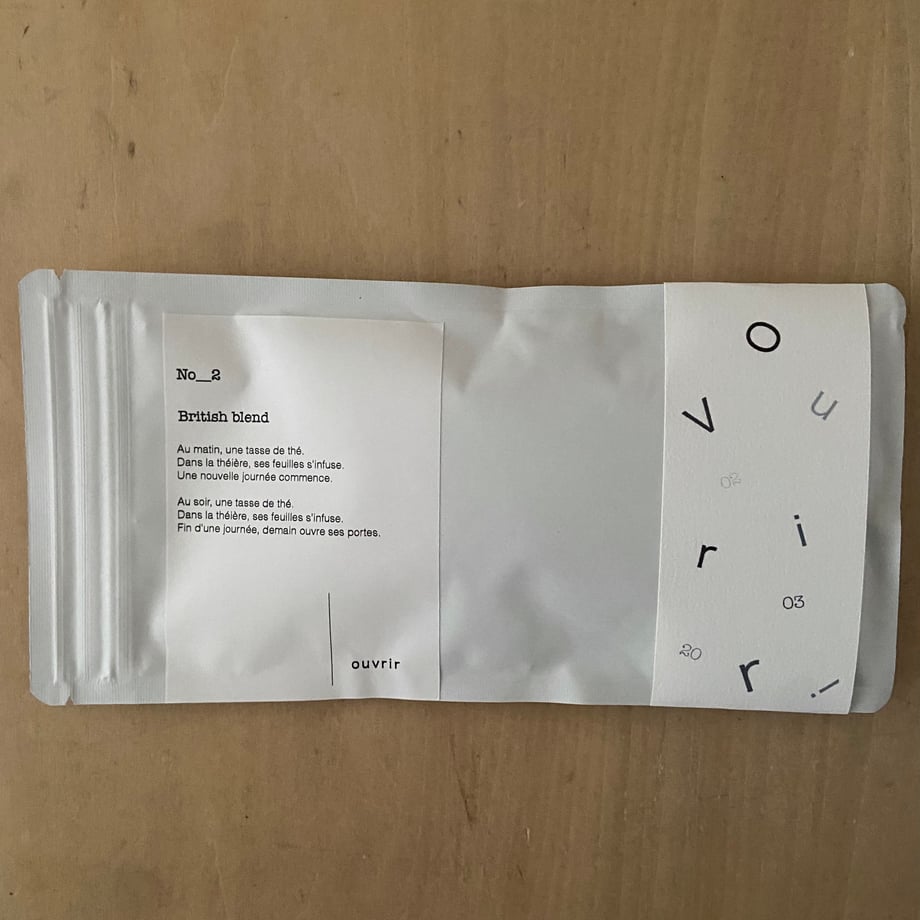 No__2
British blend
Au matin, une tasse de thé.
Dans la théière, ses feuilles s'infuse.
Une nouvelle journée commence.
Au soir, une tasse de thé.
Dans la théière, ses feuilles s'infuse.
Fin d'une journée, demain ouvre ses portes.
ouvrir
O
u
v
02
r
i
03
20
r
!